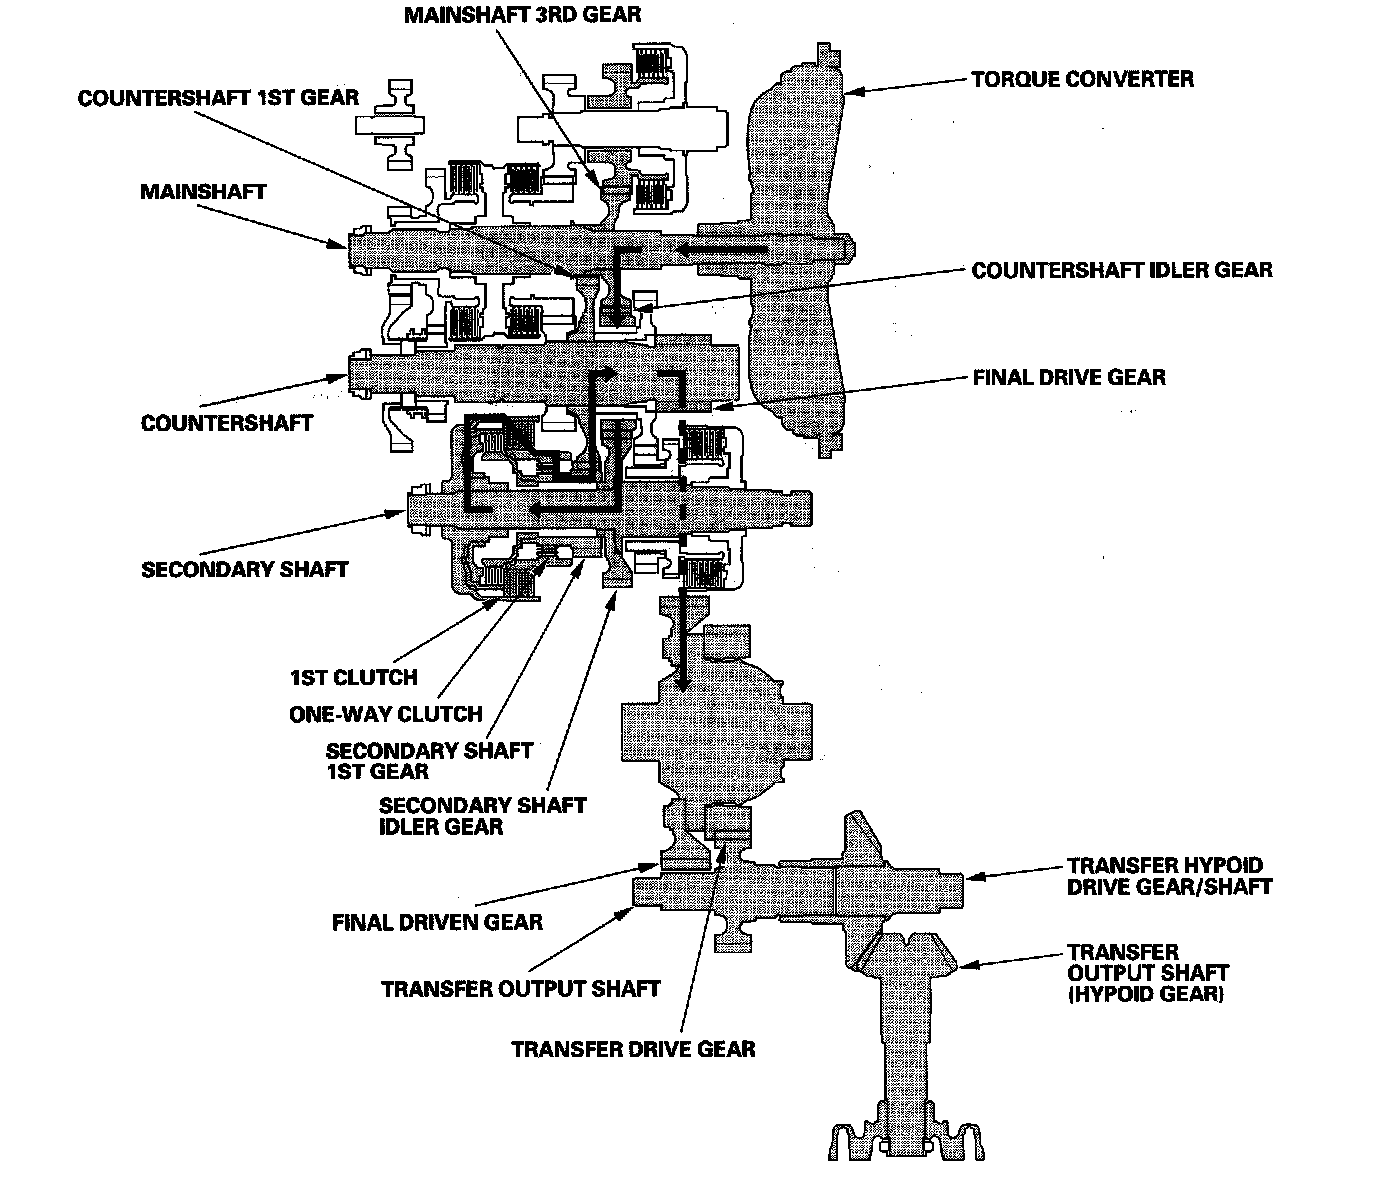 MAINSHAFT 3RD GEAR
TORQUE CONVERTER
COUNTERSHAFT 1ST GEAR
MAINSHAFT
COUNTERSHAFT IDLER GEAR
FINAL DRIVE GEAR
COUNTERSHAFT
SECONDARY SHAFT
1ST CLUTCH
ONE-WAY CLUTCH
SECONDARY SHAFT
1ST GEAR
SECONDARY SHAFT
IDLER GEAR
TRANSFER HYPOID
DRIVE GEAR/SHAFT
FINAL DRIVEN GEAR
TRANSFER
OUTPUT SHAFT
(HYPOID GEAR)
TRANSFER OUTPUT SHAFT
TRANSFER DRIVE GEAR